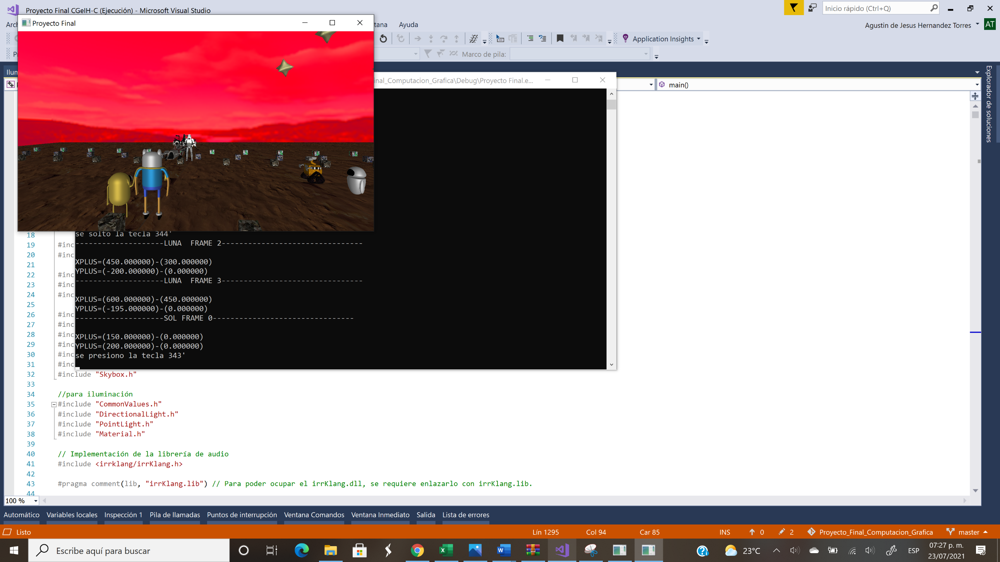 Proyecto Final CGeIH-C (Ejecución) - Microsoft Visual Studio
Inicio rápido (Ctrl+Q)
Proyecto Final
Ayuda
Agustin de Jesus Hernandez Torres
AT
Application Insights
Marco de pila:
inal_Computacion_Grafica\Debug\Proyecto Final.e...
main()
Explorador de soluciones
se solto la tecla 344'
--------------------LUNA  FRAME 2--------------------------------
XPLUS=(450.000000)-(300.000000)
YPLUS=(-200.000000)-(0.000000)
--------------------LUNA  FRAME 3--------------------------------
XPLUS=(600.000000)-(450.000000)
YPLUS=(-195.000000)-(0.000000)
--------------------SOL FRAME 0--------------------------------
XPLUS=(150.000000)-(0.000000)
YPLUS=(200.000000)-(0.000000)
se presiono la tecla 343'
18
19 #inc
20 #inc
21
22 #inc
23 #inc
24 #inc
25
26 #inc
27 #inc
28 #inc
29 #inc
30 #inc
31 #inc
32 #include "Skybox.h"
33
34 //para iluminación
35 #include "CommonValues.h"
36 #include "DirectionalLight.h"
37 #include "PointLight.h"
38 #include "Material.h"
39
40 // Implementación de la librería de audio
41 #include <irrklang/irrKlang.h>
42
43 #pragma comment(lib, "irrKlang.lib") // Para poder ocupar el irrKlang.dll, se requiere enlazarlo con irrKlang.lib.
44
100 %
Automático Variables locales Inspección 1 Pila de llamadas Puntos de interrupción Ventana Comandos Ventana Inmediato Salida Lista de errores
Listo Lín 1295 Col 94 Car 85 INS 0 2 Proyecto_Final_Computacion_Grafica master
Escribe aquí para buscar
23°C
ESP
07:27 p. m.
23/07/2021